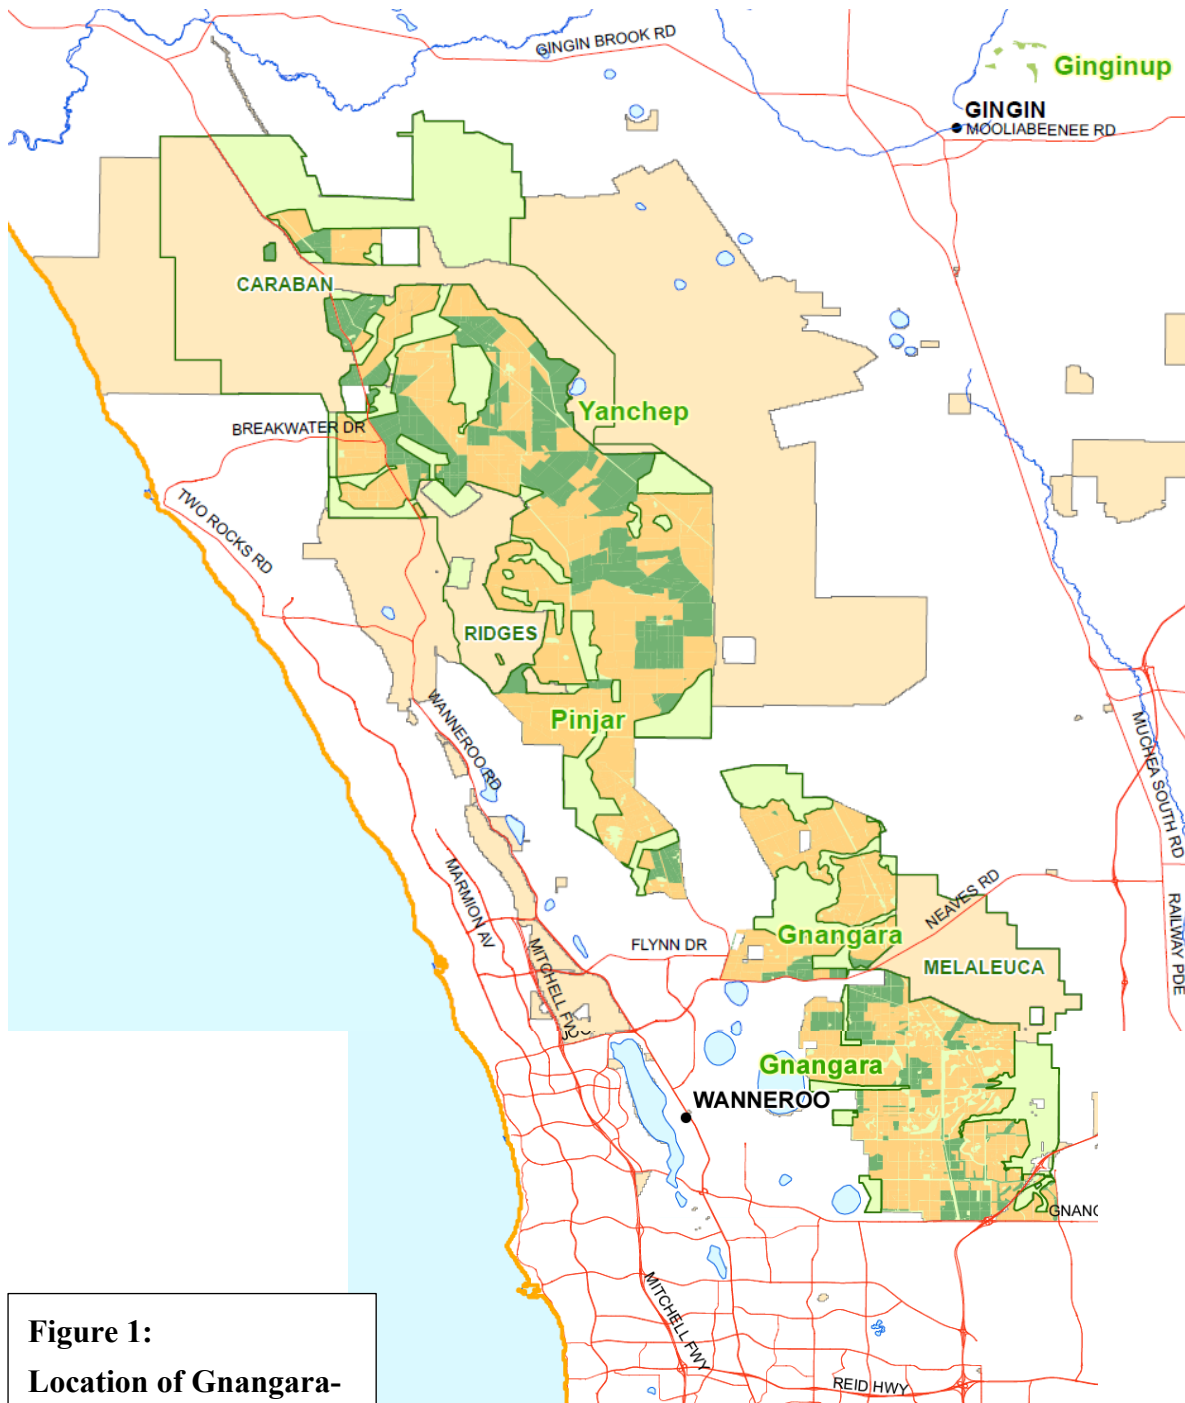 GINGIN BROOK RD
Ginginup
GINGIN
MOOLIABEENEE RD
CARABAN
Yanchep
BREAKWATER DR
TWO ROCKS RD
RIDGES
WANNEROO RD
Pinjar
MUCHEA SOUTH RD
MARMION AV
NEAVES RD
RAILWAY PDE
Gnangara
FLYNN DR
MITCHELL FWY
MELALEUCA
Gnangara
WANNEROO
GNANG
MITCHELL FWY
REID HWY
Figure 1:
Location of Gnangara-